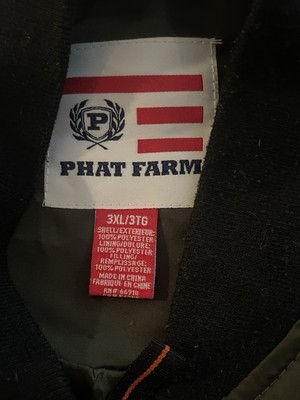 P
PHAT FARM
3XL/3TG
SHELL/EXTERIEUR:
100% POLYESTER
LINING/DOLURE:
100% POLYESTER
FILLING/
REMPLISSAGE:
100% POLYESTER
MADE IN CHINA
FABRIQUE EN CHINE